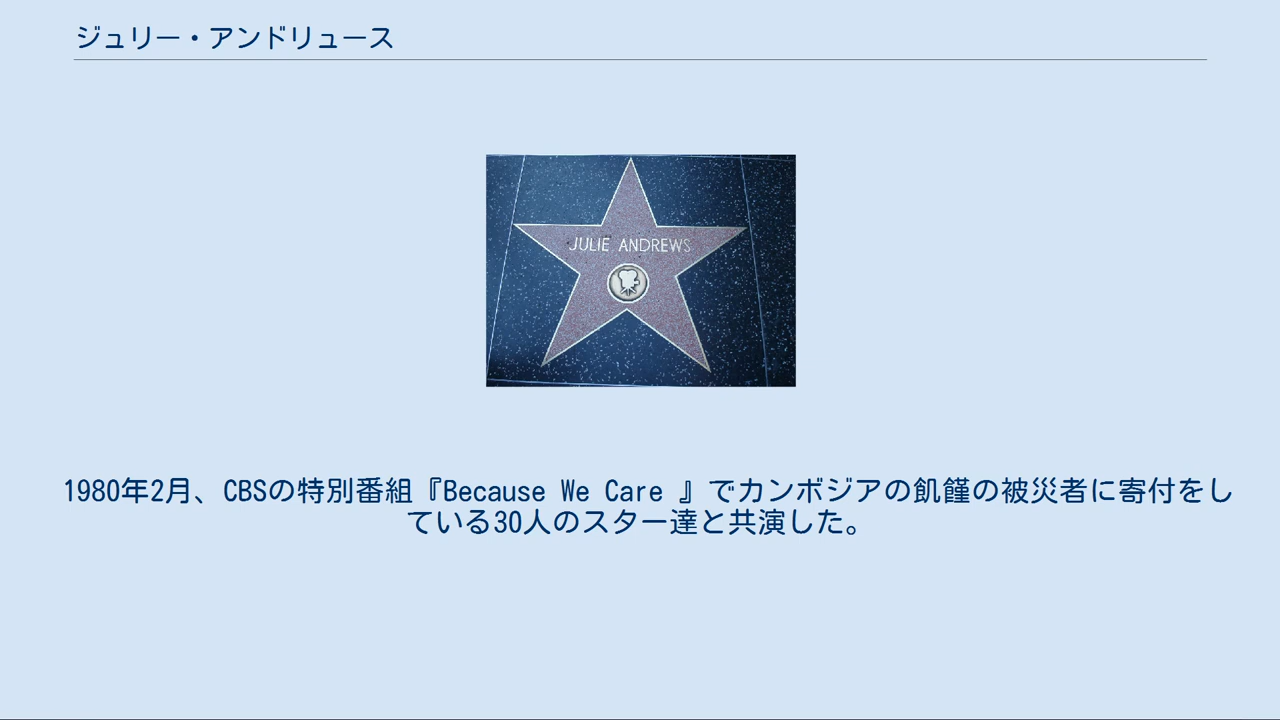 ジュリー・アンドリュース
JULIE ANDREWS
1980年2月、CBSの特別番組『Because We Care 』でカンボジアの飢饉の被災者に寄付をし
ている30人のスター達と共演した。